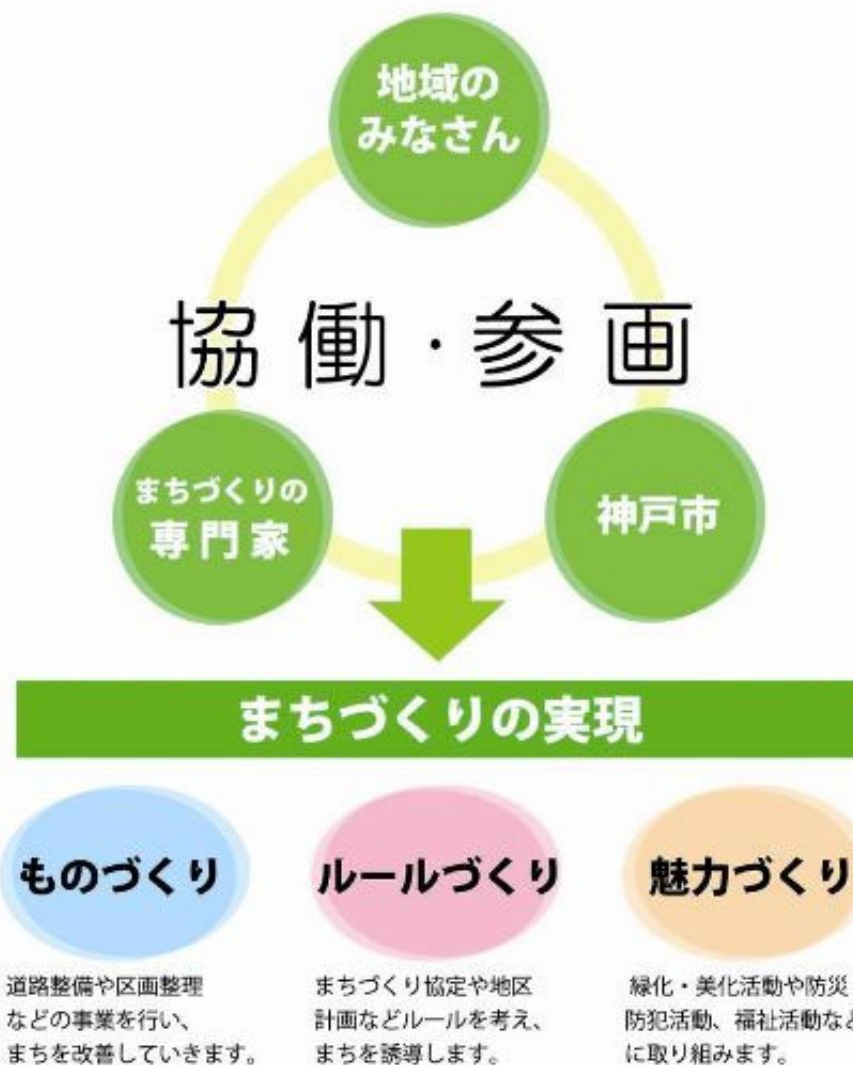 地域の
みなさん
協働・参画
まちづくりの
専門家
神戸市
まちづくりの実現
ものづくり
道路整備や区画整理
などの事業を行い、
まちを改善していきます。
ルールづくり
まちづくり協定や地区
計画などルールを考え、
まちを誘導します。
魅力づくり
緑化・美化活動や防災
防犯活動、福祉活動など
に取り組みます。